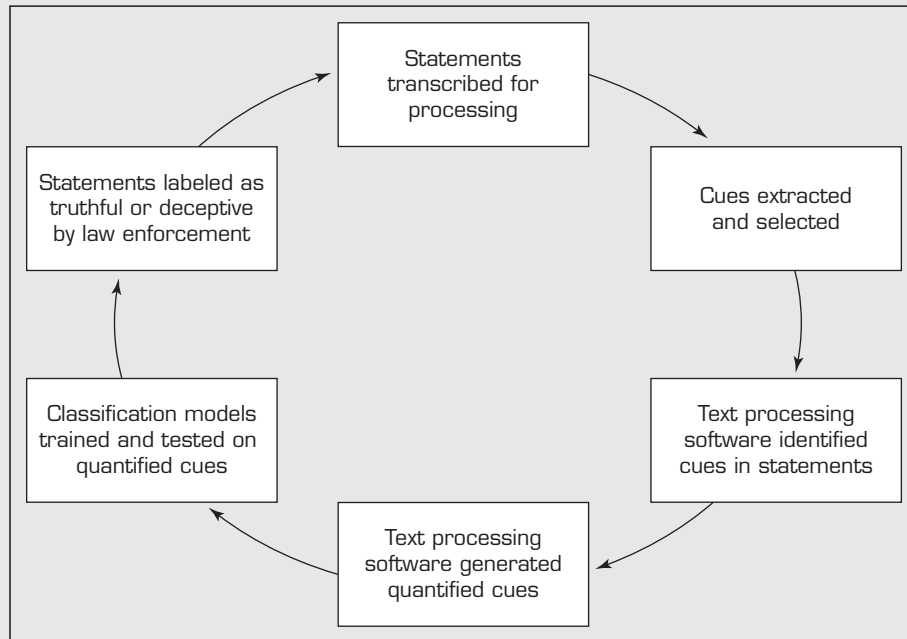 Statements
transcribed for
processing
Cues extracted
and selected
Text processing
software identified
cues in statements
Text processing
software generated
quantified cues
Classification models
trained and tested on
quantified cues
Statements labeled as
truthful or deceptive
by law enforcement